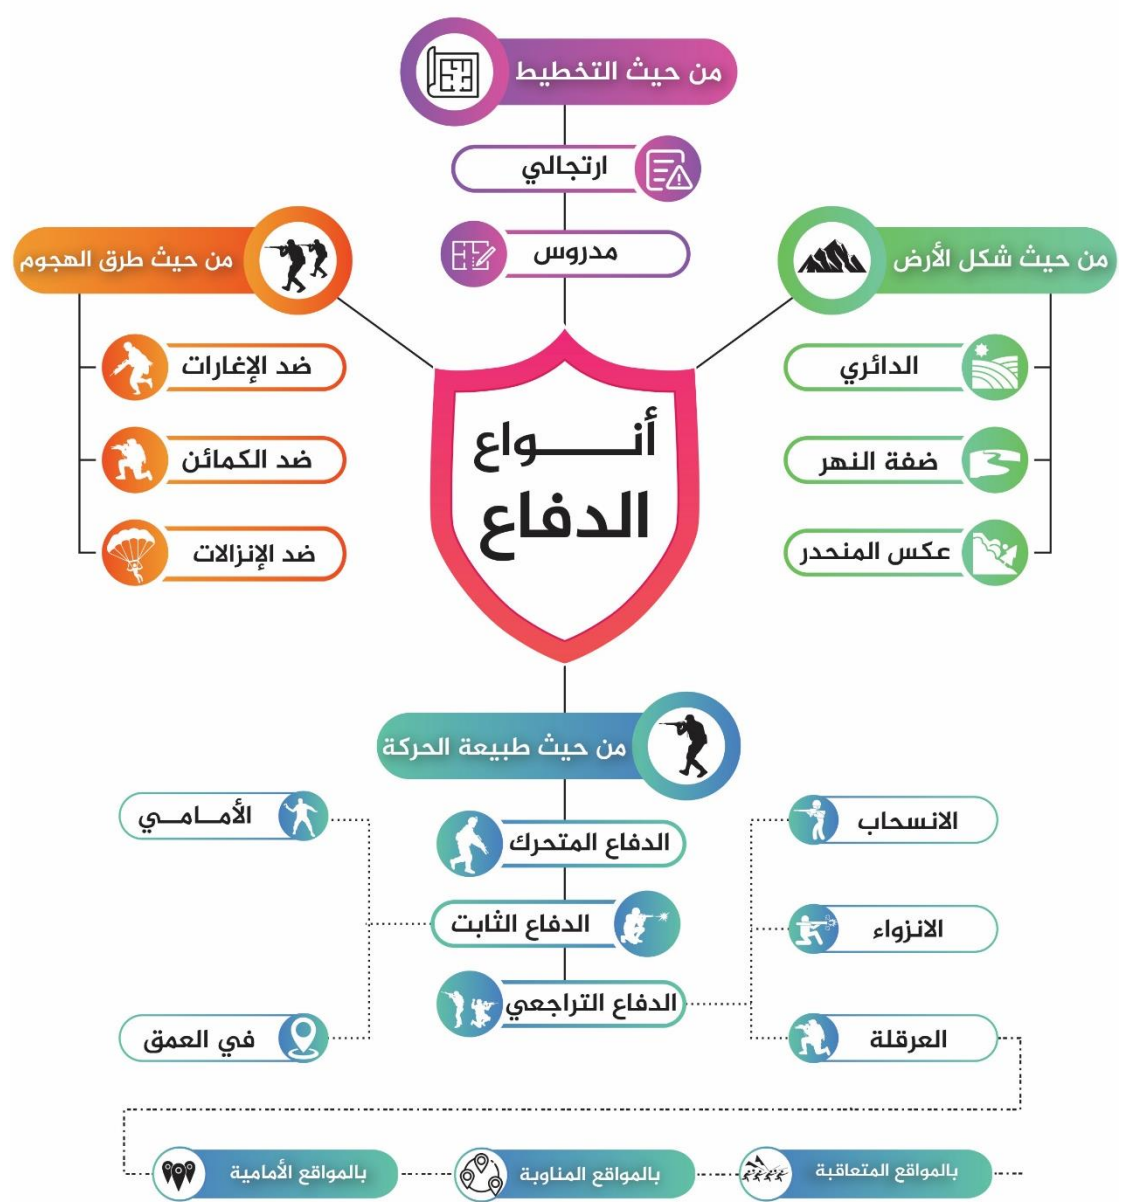 من حيث التخطيط
ارتجالي
مدروس
من حيث شكل الأرض
الدائري
ضفة النهر
عكس المنحدر
من حيث طرق الهجوم
ضد الإغارات
ضد الكمائن
ضد الإنزالات
أنـــــواع
الدفاع
من حيث طبيعة الحركة
الدفاع المتحرك
الدفاع الثابت
الدفاع التراجعي
الانسحاب
الانزواء
العرقلة
الأمــامــي
في العمق
بالمواقع المتعاقبة
بالمواقع المناوبة
بالمواقع الأمامية